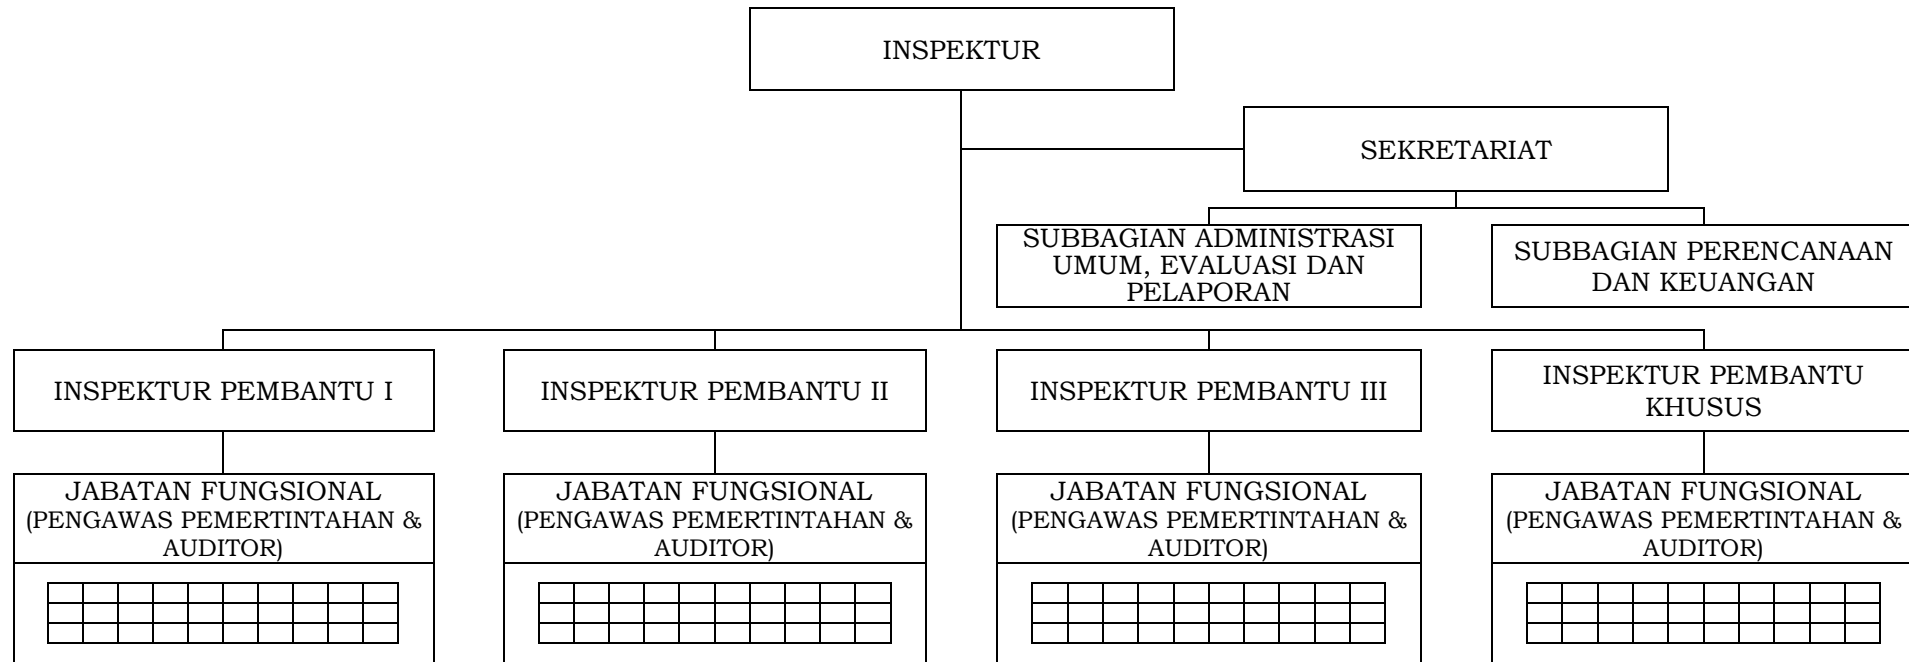 INSPEKTUR
SEKRETARIAT
SUBBAGIAN ADMINISTRASI
UMUM, EVALUASI DAN
PELAPORAN
SUBBAGIAN PERENCANAAN
DAN KEUANGAN
INSPEKTUR PEMBANTU I
INSPEKTUR PEMBANTU II
INSPEKTUR PEMBANTU III
INSPEKTUR PEMBANTU
KHUSUS
JABATAN FUNGSIONAL
(PENGAWAS PEMERTINTAHAN &
AUDITOR)
JABATAN FUNGSIONAL
(PENGAWAS PEMERTINTAHAN &
AUDITOR)
JABATAN FUNGSIONAL
(PENGAWAS PEMERTINTAHAN &
AUDITOR)
JABATAN FUNGSIONAL
(PENGAWAS PEMERTINTAHAN &
AUDITOR)